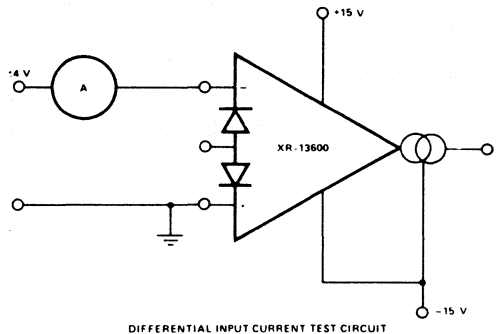 +15 V
4 V
A
-
XR-13600
+
-15 V
DIFFERENTIAL INPUT CURRENT TEST CIRCUIT